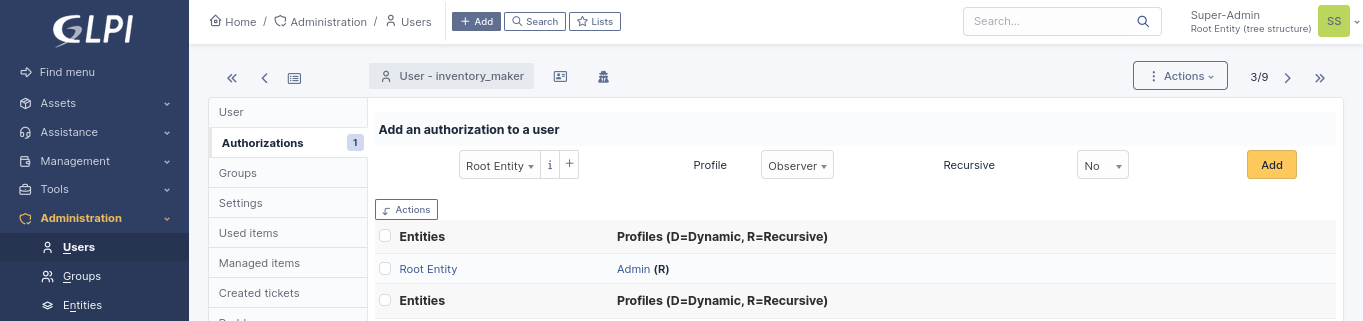 GLPI
Home / Administration / Users
+ Add
Search
Lists
Search...
Super-Admin
Root Entity (tree structure)
SS
Find menu
Assets
Assistance
Management
Tools
Administration
Users
Groups
Entities
User - inventory_maker
Actions
3/9
User
Authorizations 1
Groups
Settings
Used items
Managed items
Created tickets
Add an authorization to a user
Root Entity i + Profile Observer Recursive No Add
Actions
Entities Profiles (D=Dynamic, R=Recursive)
Root Entity Admin (R)
Entities Profiles (D=Dynamic, R=Recursive)